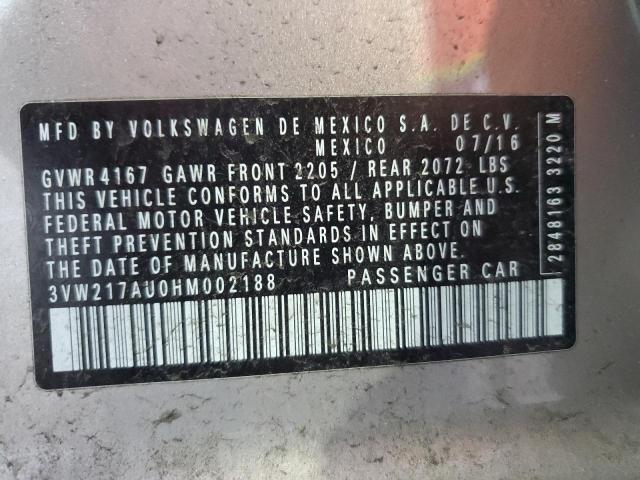 MFD BY VOLKSWAGEN DE MEXICO S.A. DE C.V.
MEXICO 07/16
GVWR 4167 GAWR FRONT 2205 / REAR 2072 LBS
THIS VEHICLE CONFORMS TO ALL APPLICABLE U.S.
FEDERAL MOTOR VEHICLE SAFETY, BUMPER AND
THEFT PREVENTION STANDARDS IN EFFECT ON
THE DATE OF MANUFACTURE SHOWN ABOVE.
3VW217AU0HM002188 PASSENGER CAR
2848163 3220 M